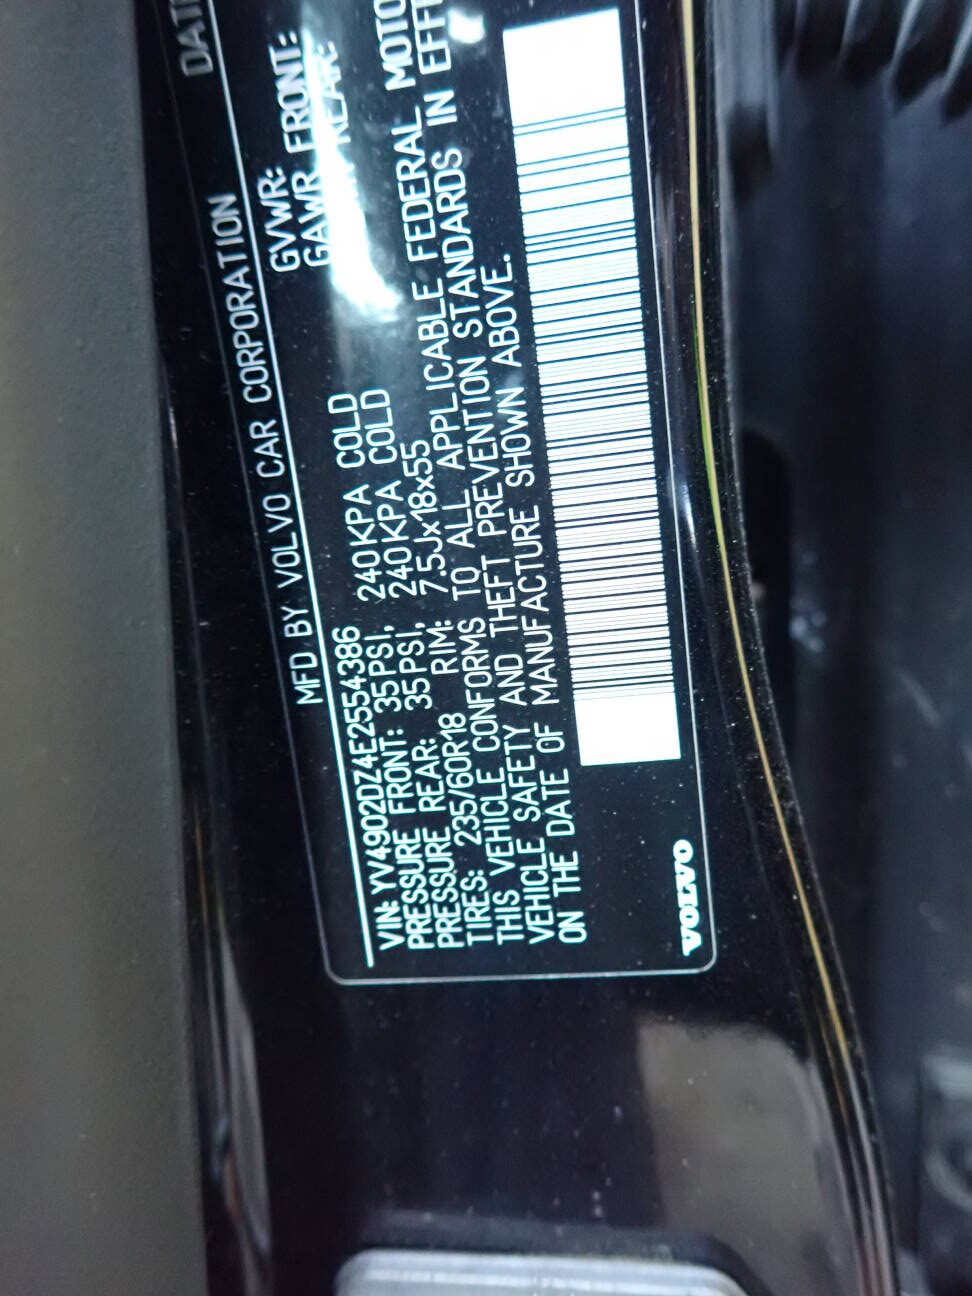 MFD BY VOLVO CAR CORPORATION
GVWR:
GAWR FRONT:
REAR:
VIN: YV4902DZ4E2554386
PRESSURE FRONT: 35PSI, 240KPA COLD
PRESSURE REAR: 35PSI, 240KPA COLD
TIRES: 235/60R18 RIM: 7.5Jx18x55
THIS VEHICLE CONFORMS TO ALL APPLICABLE FEDERAL MOTO
VEHICLE SAFETY AND THEFT PREVENTION STANDARDS IN EFF
ON THE DATE OF MANUFACTURE SHOWN ABOVE.
VOLVO